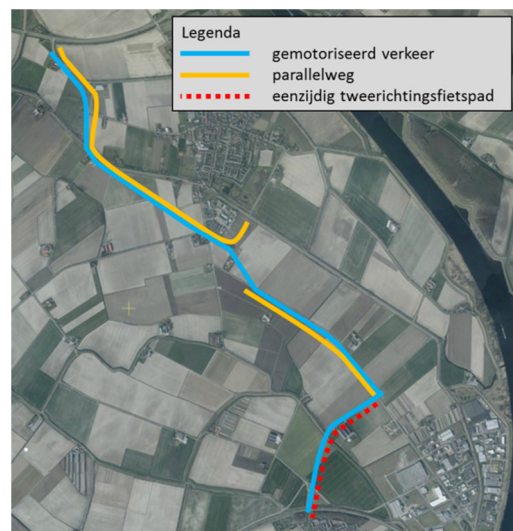 Legenda
gemotoriseerd verkeer
parallelweg
eenzijdig tweerichtingsfietspad